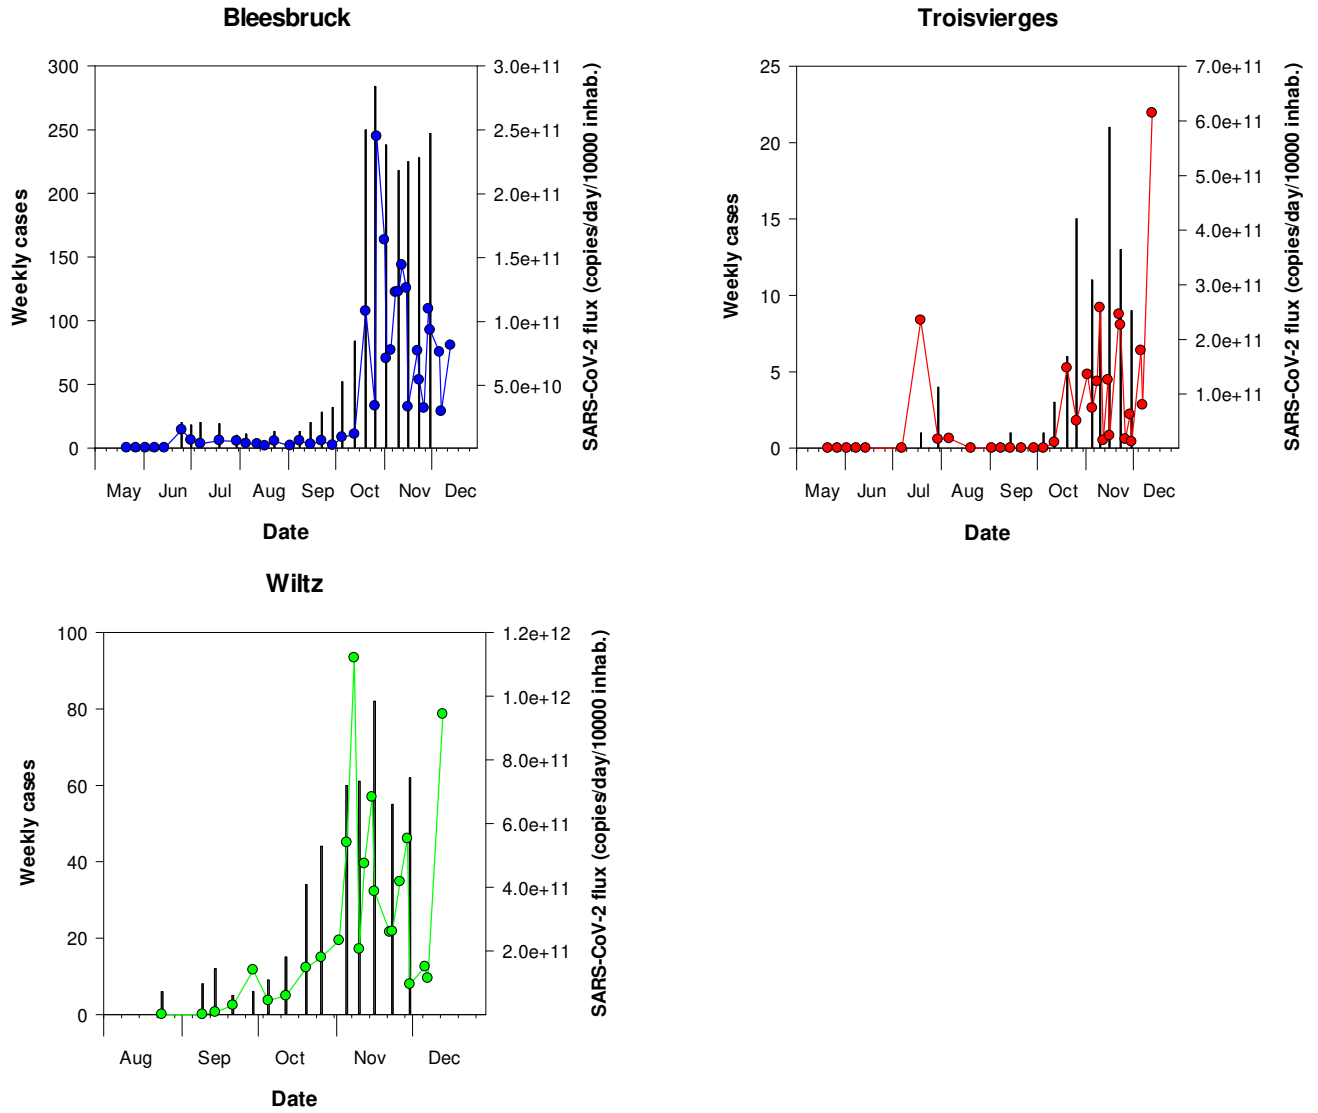 Bleesbruck
300
250
200
150
100
50
0
Weekly cases
3.0e+11
2.5e+11
2.0e+11
1.5e+11
1.0e+11
5.0e+10
SARS-CoV-2 flux (copies/day/10000 inhab.)
May Jun Jul Aug Sep Oct Nov Dec
Date
Troisvierges
25
20
15
10
5
0
Weekly cases
7.0e+11
6.0e+11
5.0e+11
4.0e+11
3.0e+11
2.0e+11
1.0e+11
SARS-CoV-2 flux (copies/day/10000 inhab.)
May Jun Jul Aug Sep Oct Nov Dec
Date
Wiltz
100
80
60
40
20
0
Weekly cases
1.2e+12
1.0e+12
8.0e+11
6.0e+11
4.0e+11
2.0e+11
SARS-CoV-2 flux (copies/day/10000 inhab.)
Aug Sep Oct Nov Dec
Date